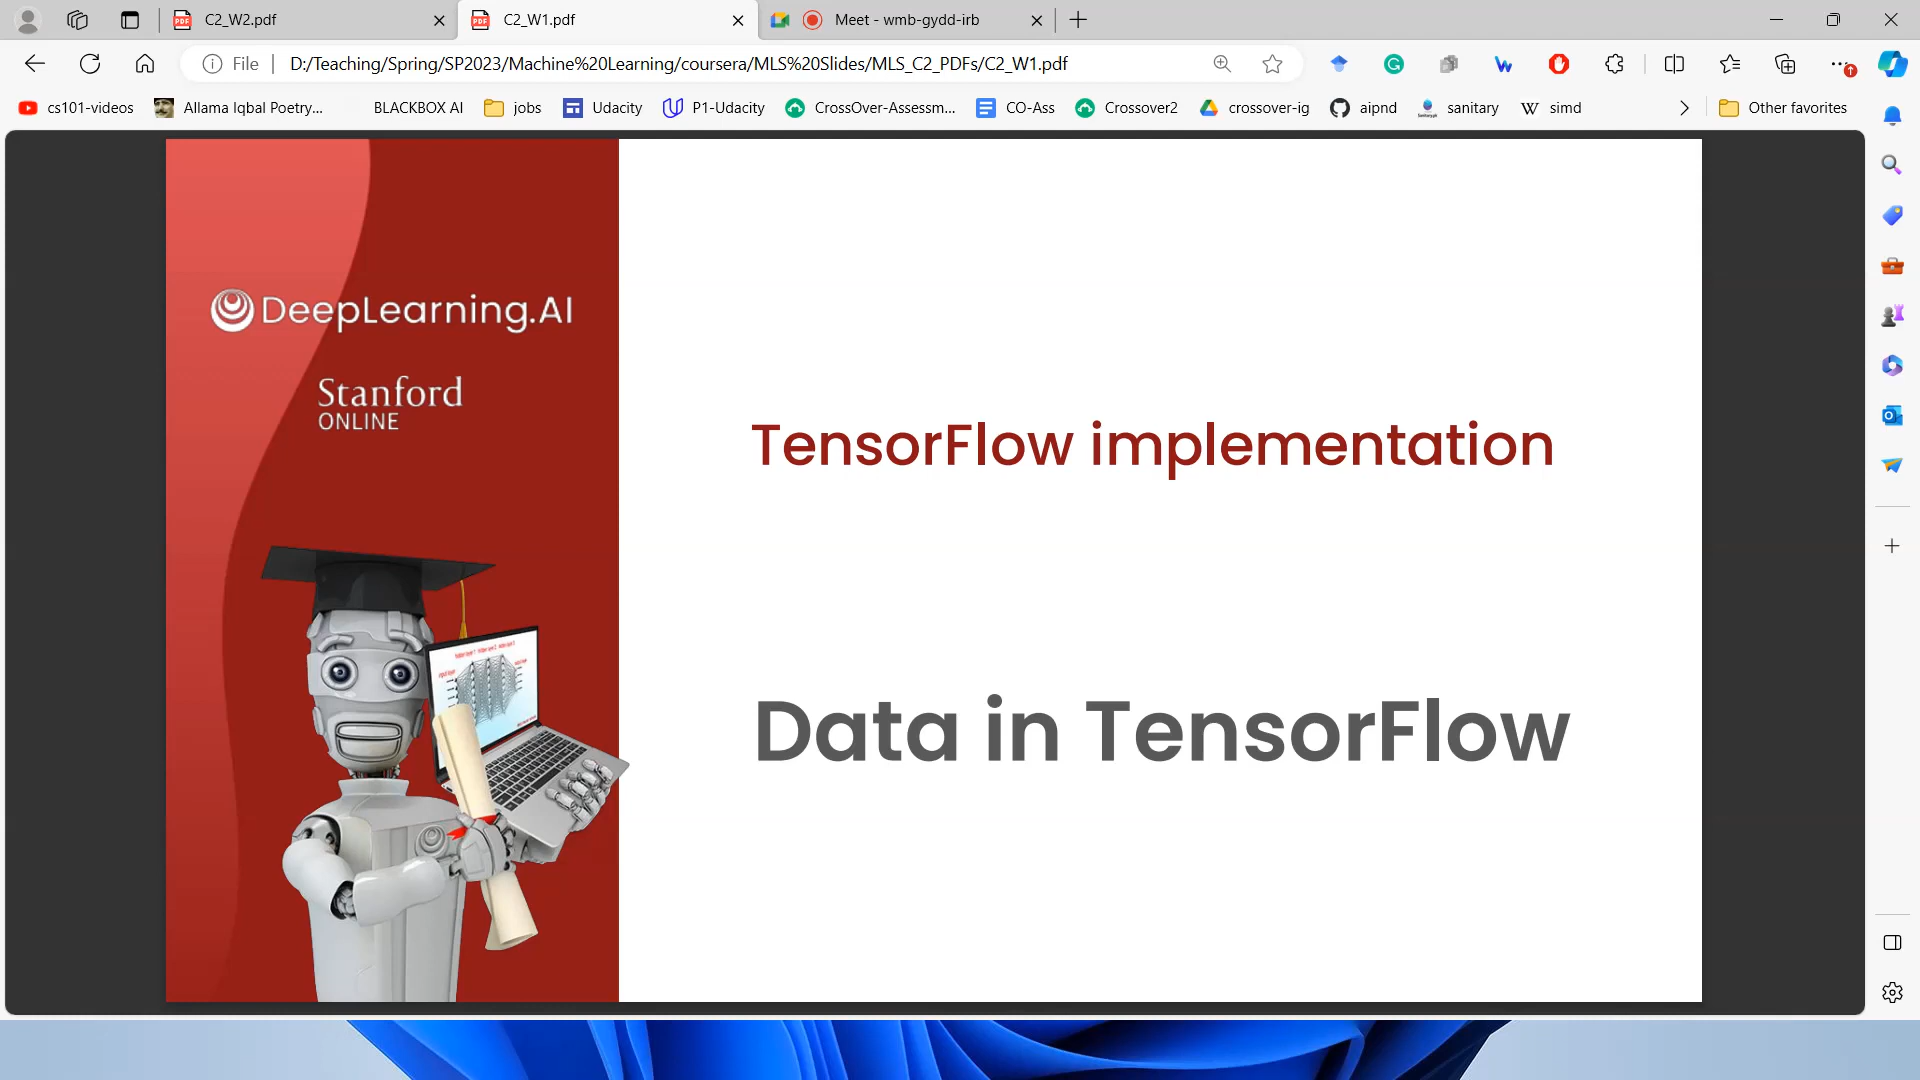 C2_W2.pdf
C2_W1.pdf
Meet - wmb-gydd-irb
File
D:/Teaching/Spring/SP2023/Machine%20Learning/coursera/MLS%20Slides/MLS_C2_PDFs/C2_W1.pdf
cs101-videos
Allama Iqbal Poetry...
BLACKBOX AI
jobs
Udacity
P1-Udacity
CrossOver-Assessm...
CO-Ass
Crossover2
crossover-ig
aipnd
sanitary
simd
Other favorites
DeepLearning.AI
Stanford
ONLINE
TensorFlow implementation
Data in TensorFlow